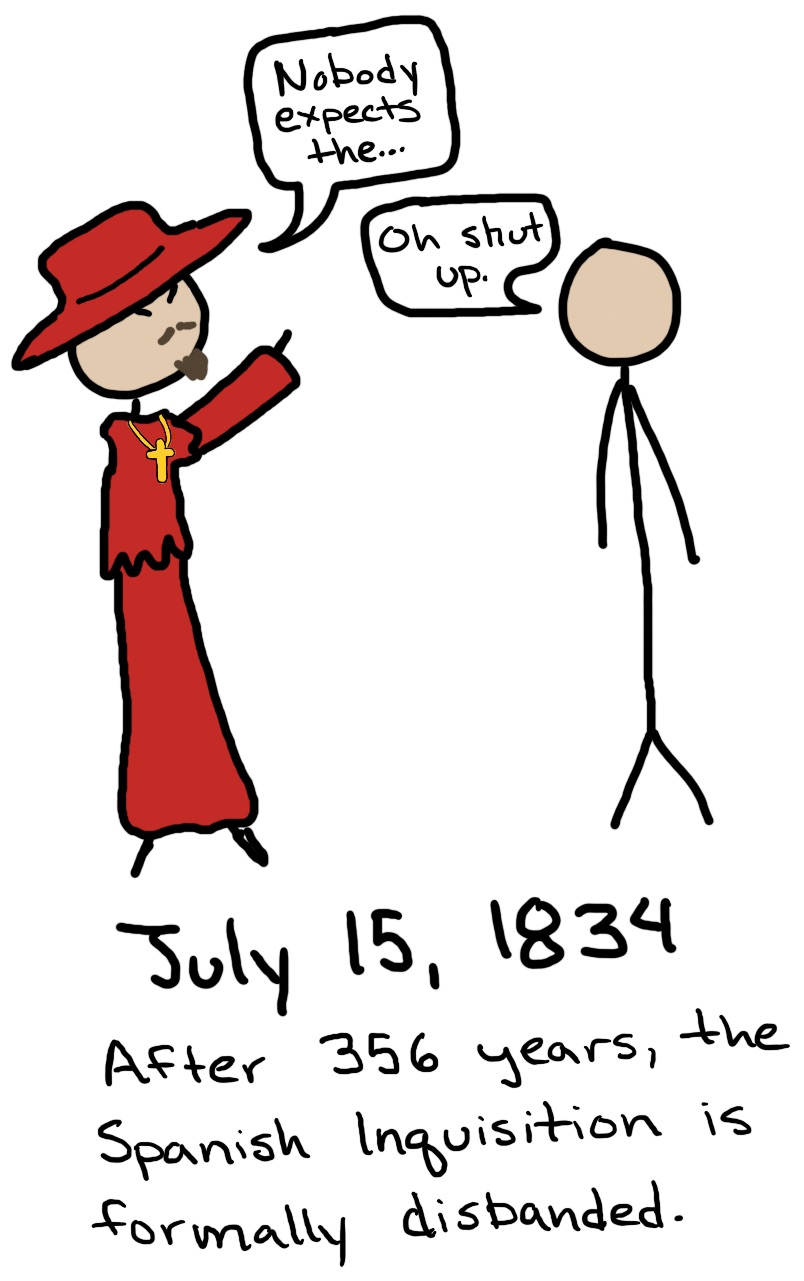 Nobody
expects
the...
Oh shut
up.
July 15, 1834
After 356 years, the
Spanish Inquisition is
formally disbanded.